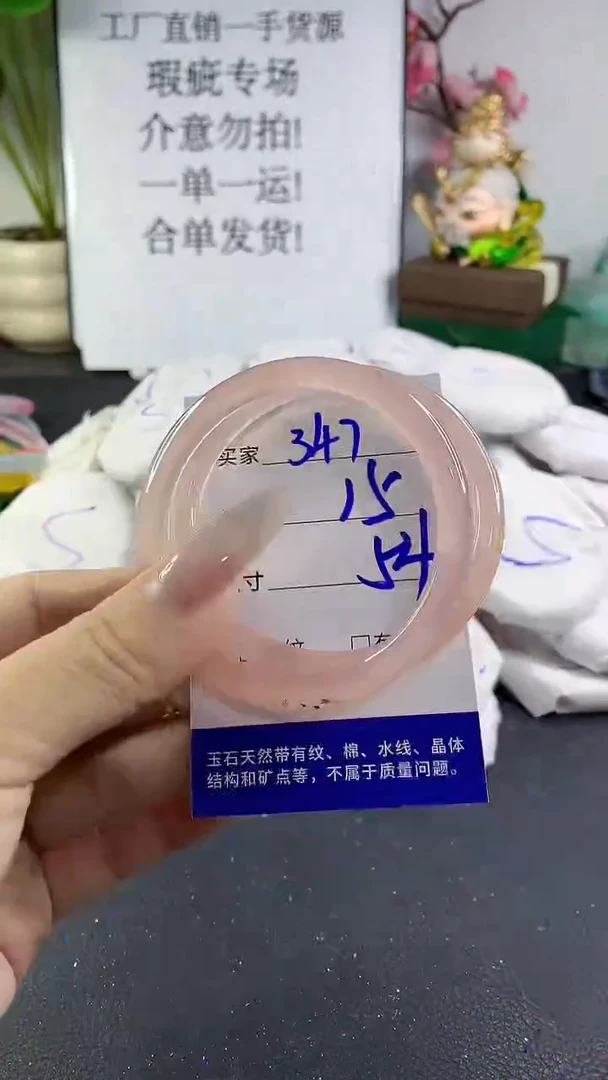 工厂直销一手货源
瑕疵专场
介意勿拍!
一单一运!
合单发货!
买家 347
15
寸 54
纹 □有
玉石天然带有纹、棉、水线、晶体
结构和矿点等，不属于质量问题。
S
S